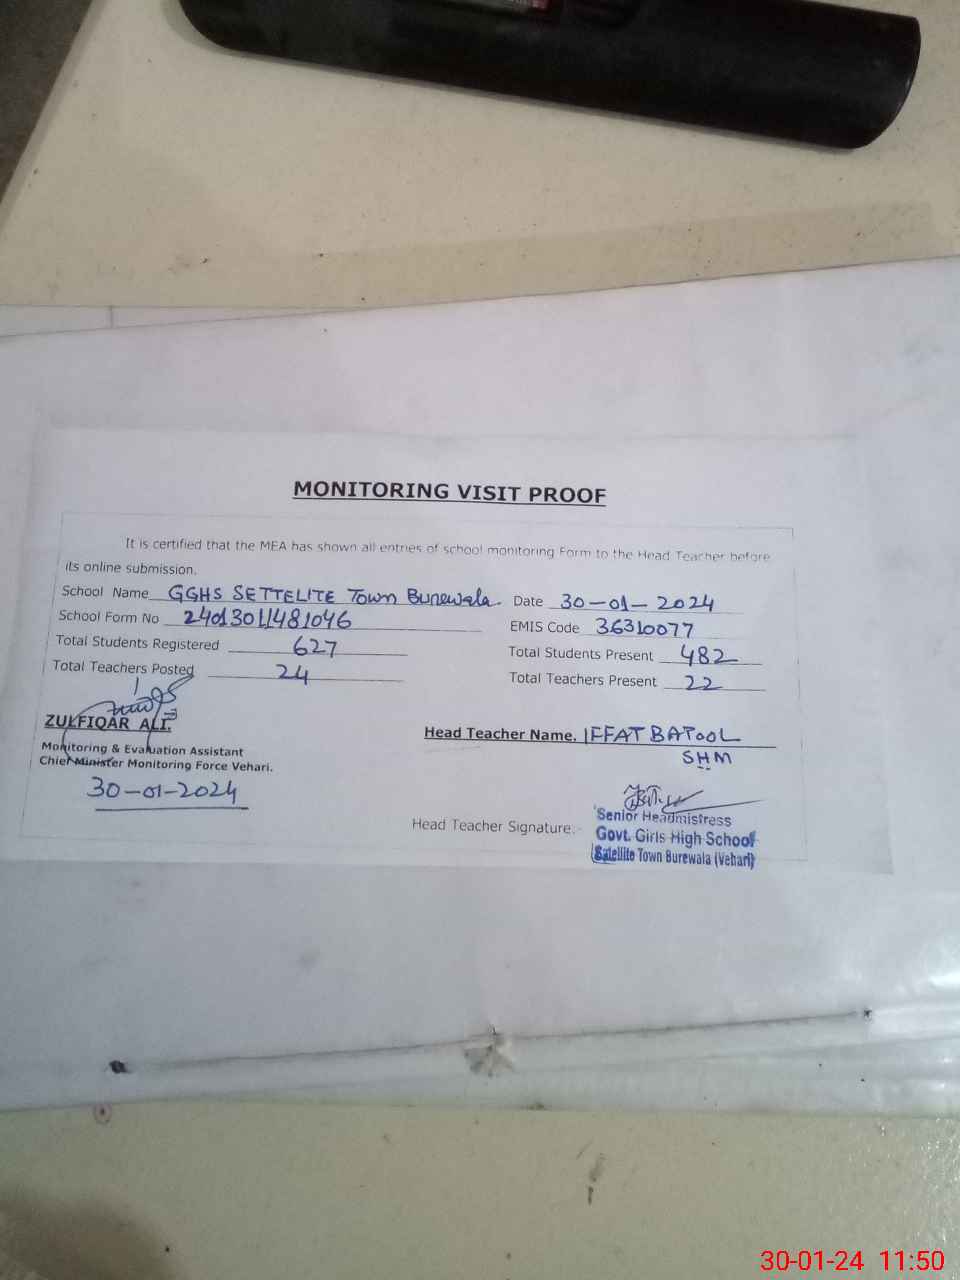 MONITORING VISIT PROOF
It is certified that the MEA has shown all entries of school monitoring Form to the Head Teacher before
its online submission.
School Name GGHS SETTELITE Town Burewala. Date 30-01-2024
School Form No 2401301481046 EMIS Code 36310077
Total Students Registered 627 Total Students Present 482
Total Teachers Posted 24 Total Teachers Present 22
ZULFIQAR ALI.
Monitoring & Evaluation Assistant
Chief Minister Monitoring Force Vehari.
30-01-2024
Head Teacher Name. IFFAT BATOOL
SHM
Head Teacher Signature:-
Senior Headmistress
Govt. Girls High School
Satellite Town Burewala (Vehari)
30-01-24 11:50